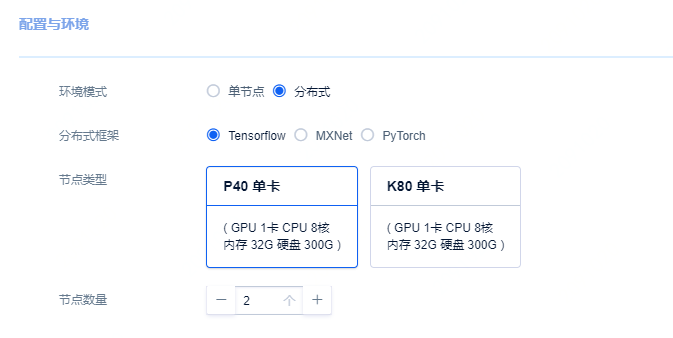 配置与环境
环境模式 单节点 分布式
分布式框架 Tensorflow MXNet PyTorch
节点类型
P40 单卡
( GPU 1卡 CPU 8核
内存 32G 硬盘 300G )
K80 单卡
( GPU 1卡 CPU 8核
内存 32G 硬盘 300G )
节点数量 − 2 个 +